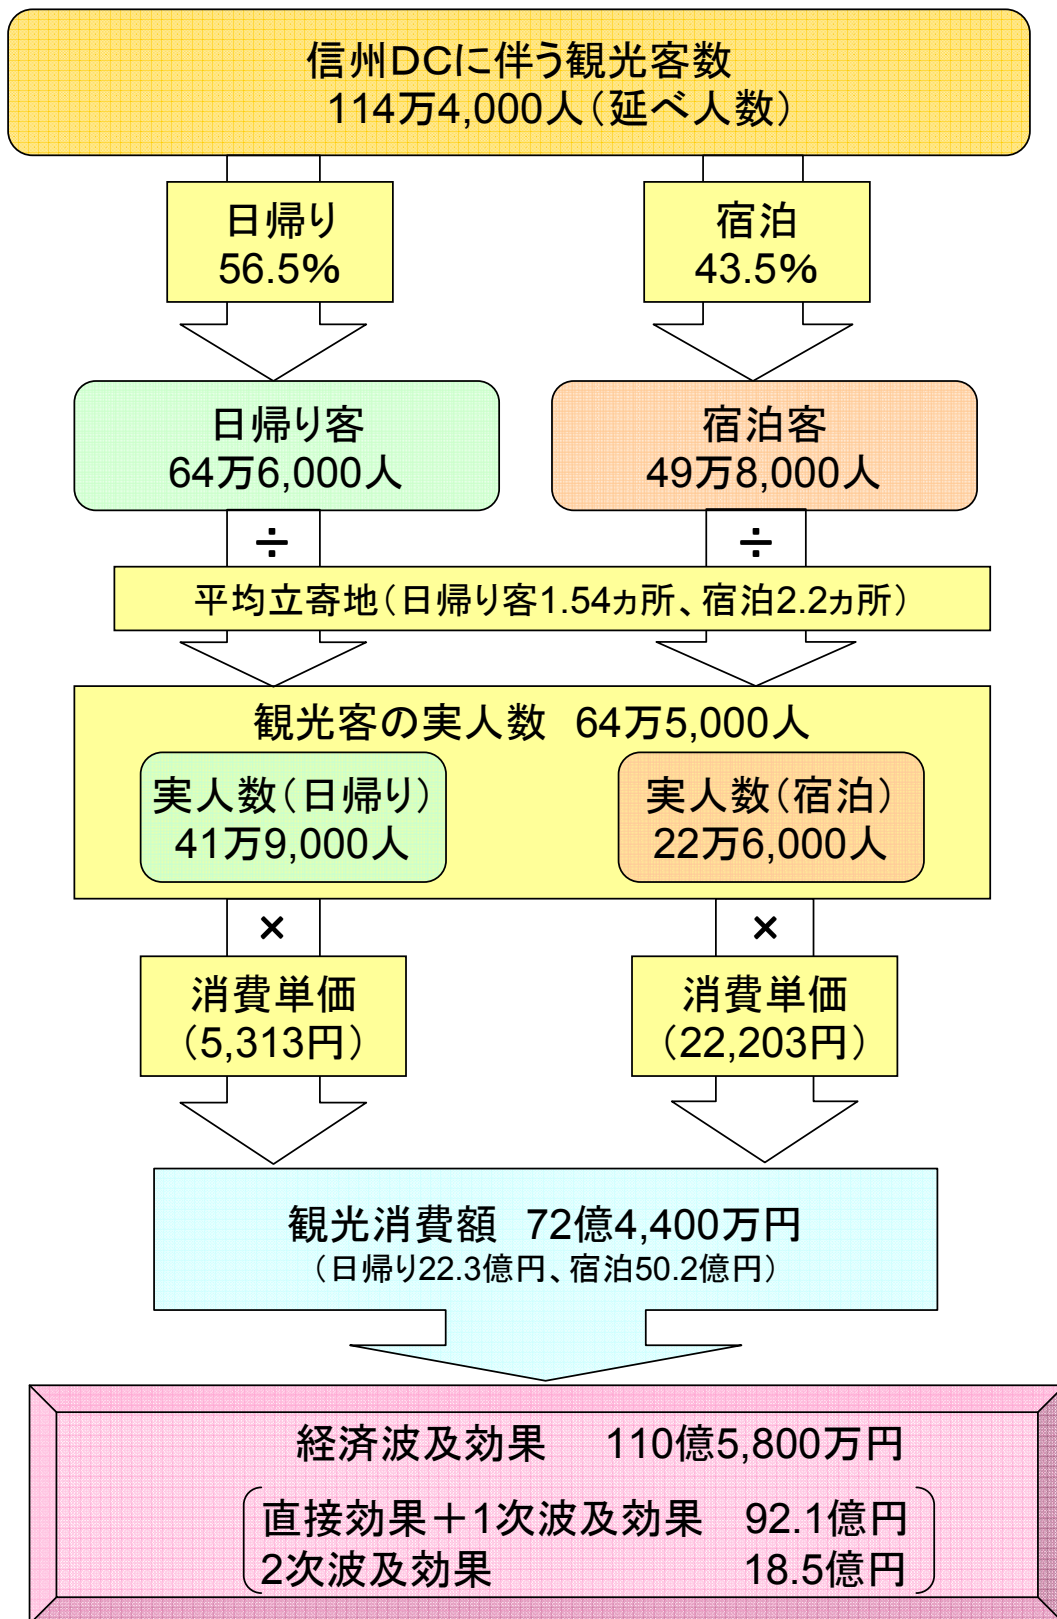 信州DCに伴う観光客数
114万4,000人（延べ人数）
日帰り
56.5%
宿泊
43.5%
日帰り客
64万6,000人
宿泊客
49万8,000人
÷
÷
平均立寄地（日帰り客1.54ヵ所、宿泊2.2ヵ所）
観光客の実人数　64万5,000人
実人数（日帰り）
41万9,000人
実人数（宿泊）
22万6,000人
×
×
消費単価
（5,313円）
消費単価
（22,203円）
観光消費額　72億4,400万円
（日帰り22.3億円、宿泊50.2億円）
経済波及効果　110億5,800万円
直接効果＋1次波及効果　92.1億円
2次波及効果　18.5億円